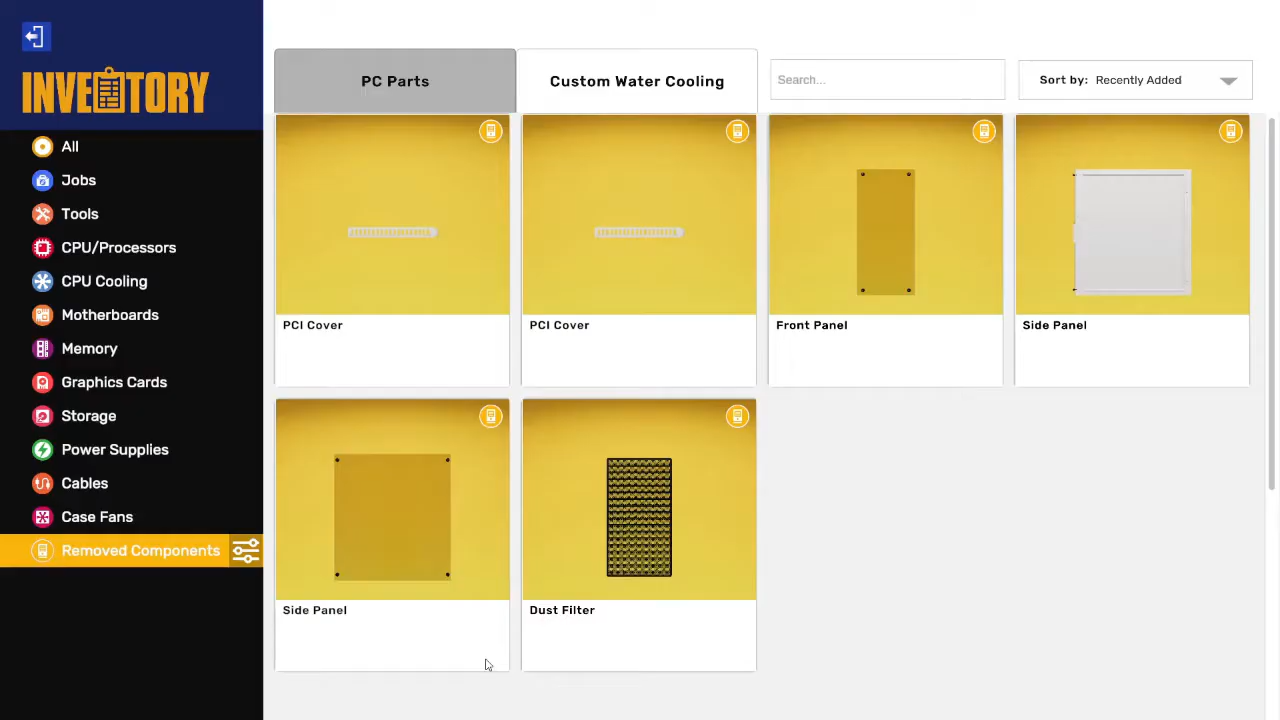 INVENTORY
All
Jobs
Tools
CPU/Processors
CPU Cooling
Motherboards
Memory
Graphics Cards
Storage
Power Supplies
Cables
Case Fans
Removed Components
PC Parts
Custom Water Cooling
Search...
Sort by: Recently Added
PCI Cover
PCI Cover
Front Panel
Side Panel
Side Panel
Dust Filter